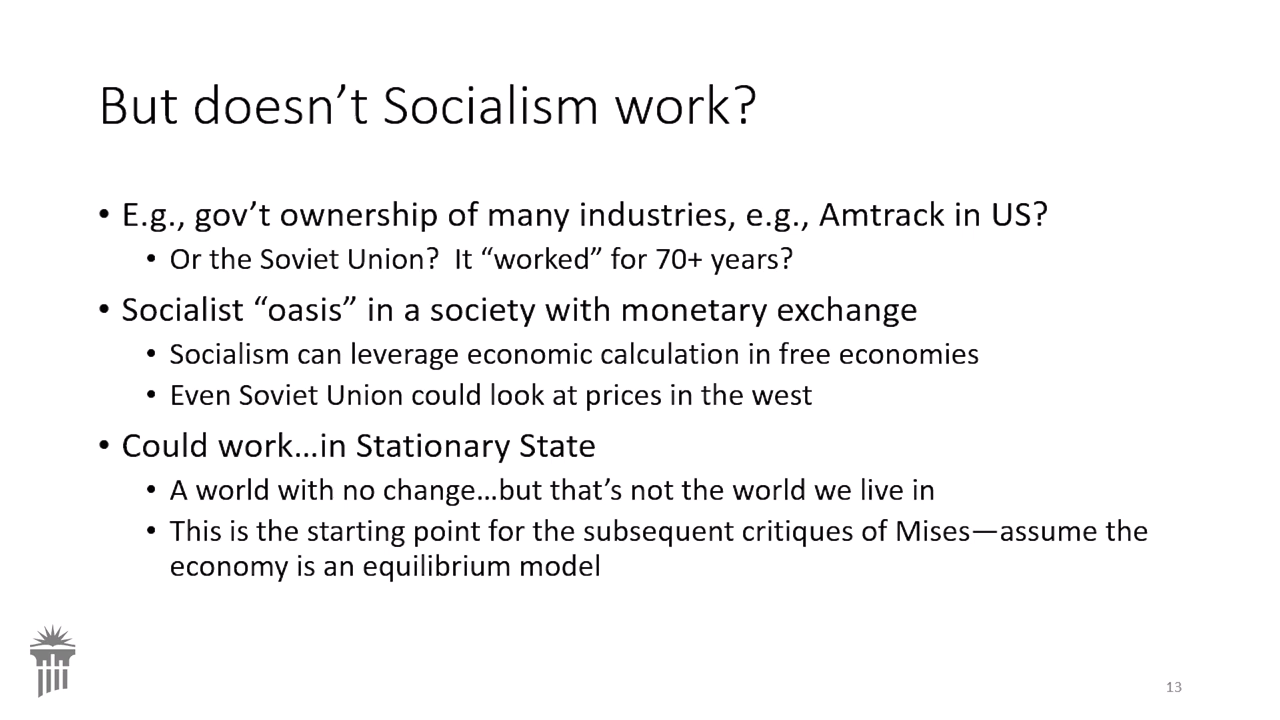 But doesn’t Socialism work?
• E.g., gov’t ownership of many industries, e.g., Amtrack in US?
• Or the Soviet Union?  It “worked” for 70+ years?
• Socialist “oasis” in a society with monetary exchange
• Socialism can leverage economic calculation in free economies
• Even Soviet Union could look at prices in the west
• Could work…in Stationary State
• A world with no change…but that’s not the world we live in
• This is the starting point for the subsequent critiques of Mises—assume the
economy is an equilibrium model
13